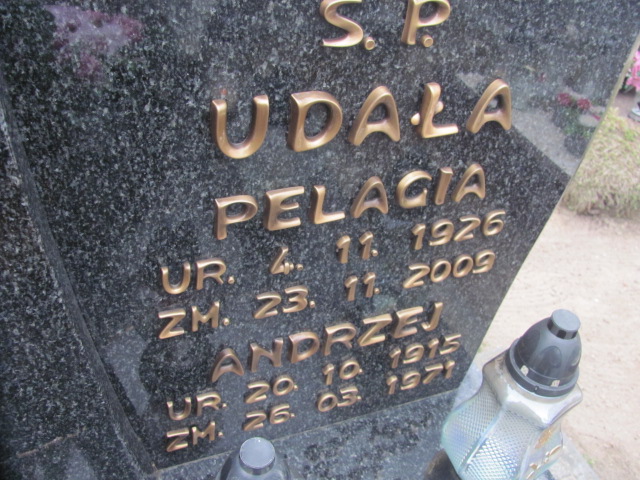 Ś. P.
UDAŁA
PELAGIA
UR. 4. 11. 1926
ZM. 23. 11. 2009
ANDRZEJ
UR. 20. 10. 1915
ZM. 26. 03. 1971